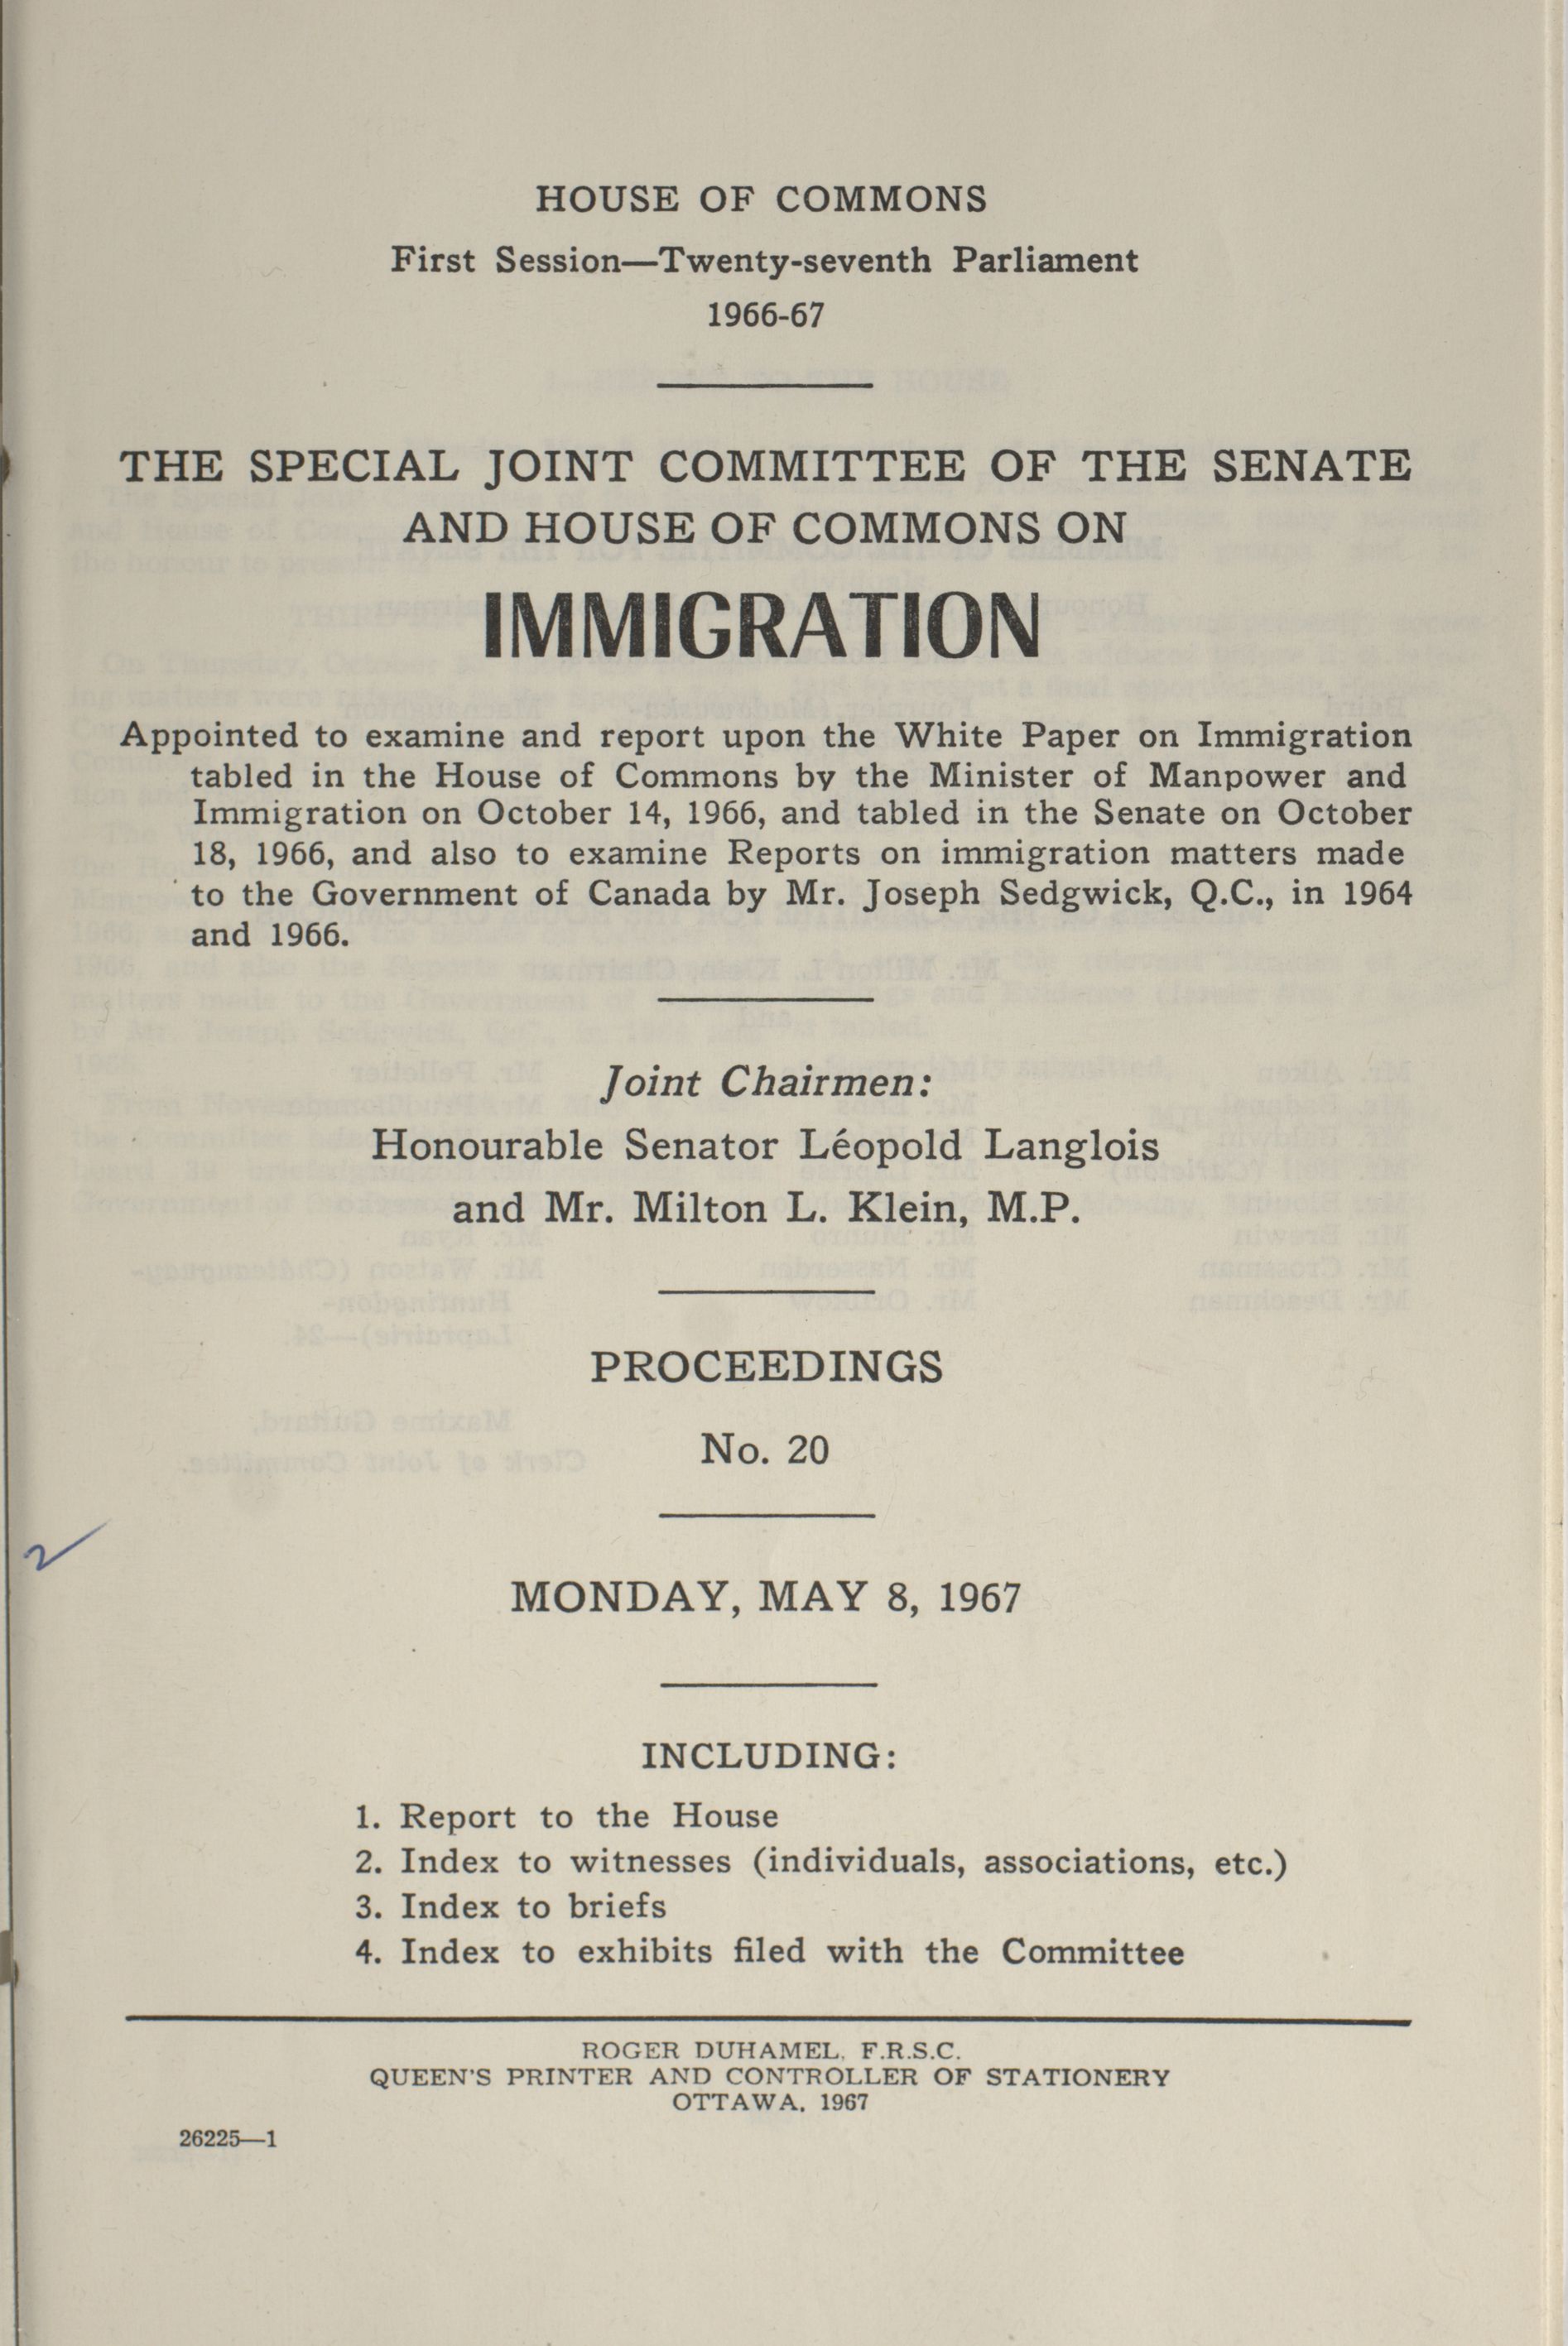 HOUSE OF COMMONS
First Session—Twenty-seventh Parliament
1966-67
THE SPECIAL JOINT COMMITTEE OF THE SENATE
AND HOUSE OF COMMONS ON
IMMIGRATION
Appointed to examine and report upon the White Paper on Immigration
tabled in the House of Commons by the Minister of Manpower and
Immigration on October 14, 1966, and tabled in the Senate on October
18, 1966, and also to examine Reports on immigration matters made
to the Government of Canada by Mr. Joseph Sedgwick, Q.C., in 1964
and 1966.
Joint Chairmen:
Honourable Senator Léopold Langlois
and Mr. Milton L. Klein, M.P.
PROCEEDINGS
No. 20
MONDAY, MAY 8, 1967
INCLUDING:
1. Report to the House
2. Index to witnesses (individuals, associations, etc.)
3. Index to briefs
4. Index to exhibits filed with the Committee
ROGER DUHAMEL, F.R.S.C.
QUEEN'S PRINTER AND CONTROLLER OF STATIONERY
OTTAWA, 1967
26225—1